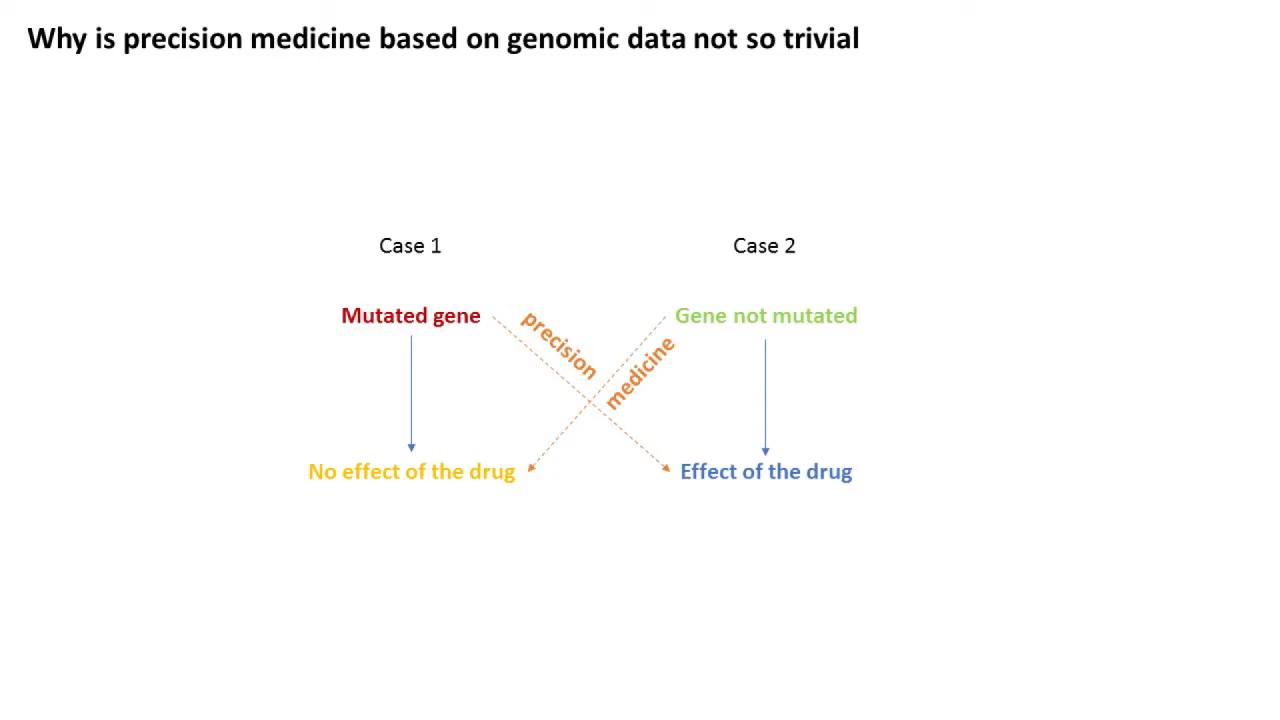 Why is precision medicine based on genomic data not so trivial
Case 1
Case 2
Mutated gene
precision
medicine
Gene not mutated
No effect of the drug
Effect of the drug